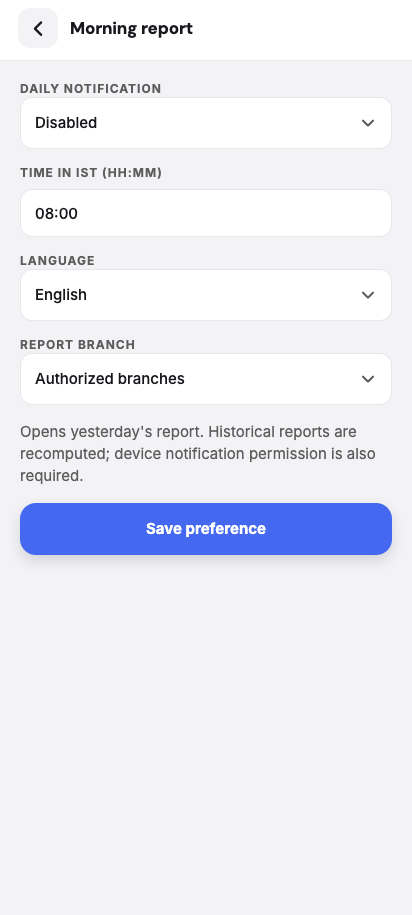 Morning report
DAILY NOTIFICATION
Disabled
TIME IN IST (HH:MM)
08:00
LANGUAGE
English
REPORT BRANCH
Authorized branches
Opens yesterday's report. Historical reports are
recomputed; device notification permission is also
required.
Save preference